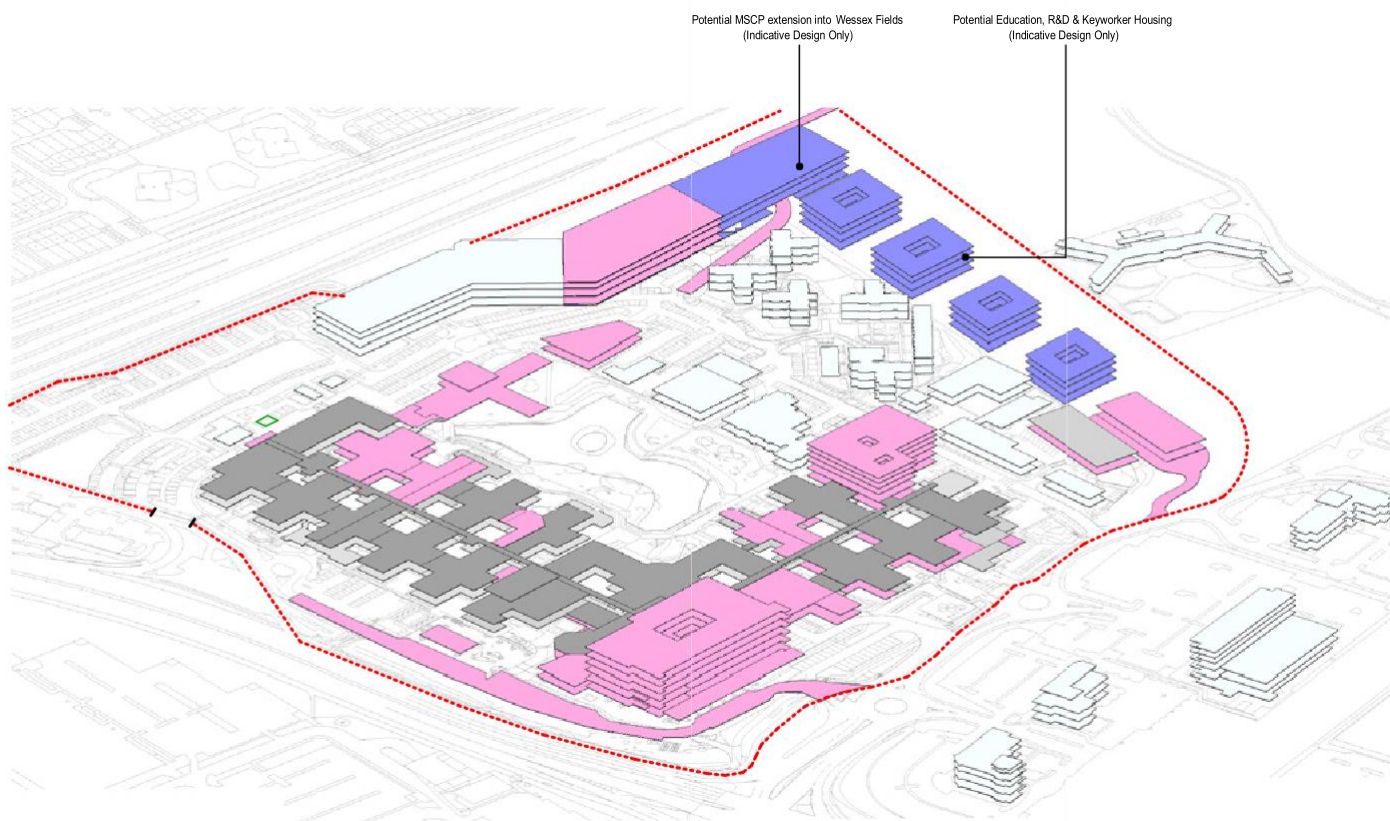 Potential MSCP extension into Wessex Fields
(Indicative Design Only)
Potential Education, R&D & Keyworker Housing
(Indicative Design Only)